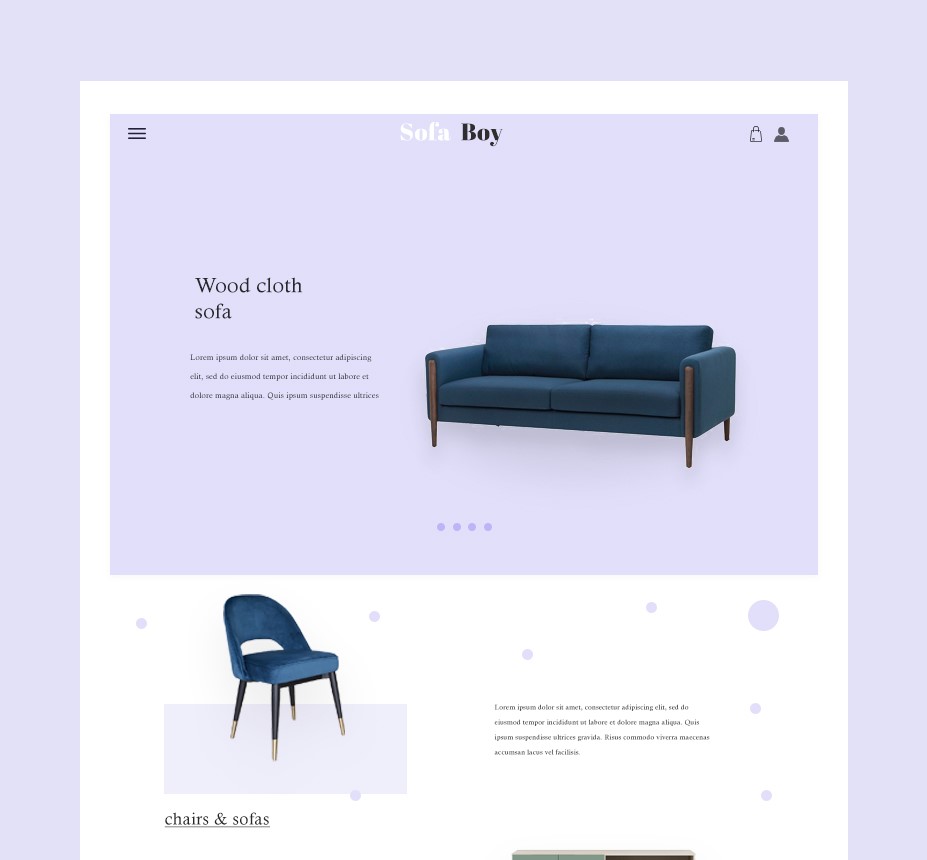 Sofa Boy
Wood cloth
sofa
Lorem ipsum dolor sit amet, consectetur adipiscing
elit, sed do eiusmod tempor incididunt ut labore et
dolore magna aliqua. Quis ipsum suspendisse ultrices
Lorem ipsum dolor sit amet, consectetur adipiscing elit, sed do
eiusmod tempor incididunt ut labore et dolore magna aliqua. Quis
ipsum suspendisse ultrices gravida. Risus commodo viverra maecenas
accumsan lacus vel facilisis.
chairs & sofas